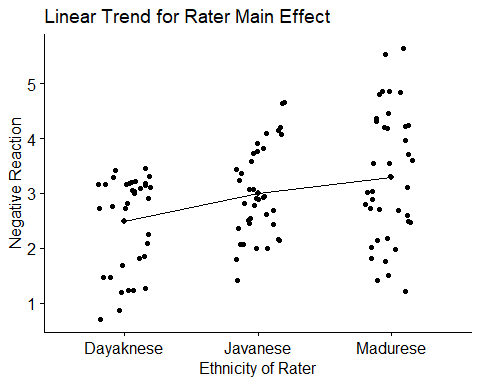 Linear Trend for Rater Main Effect
Negative Reaction
5
4
3
2
1
Dayaknese Javanese Madurese
Ethnicity of Rater